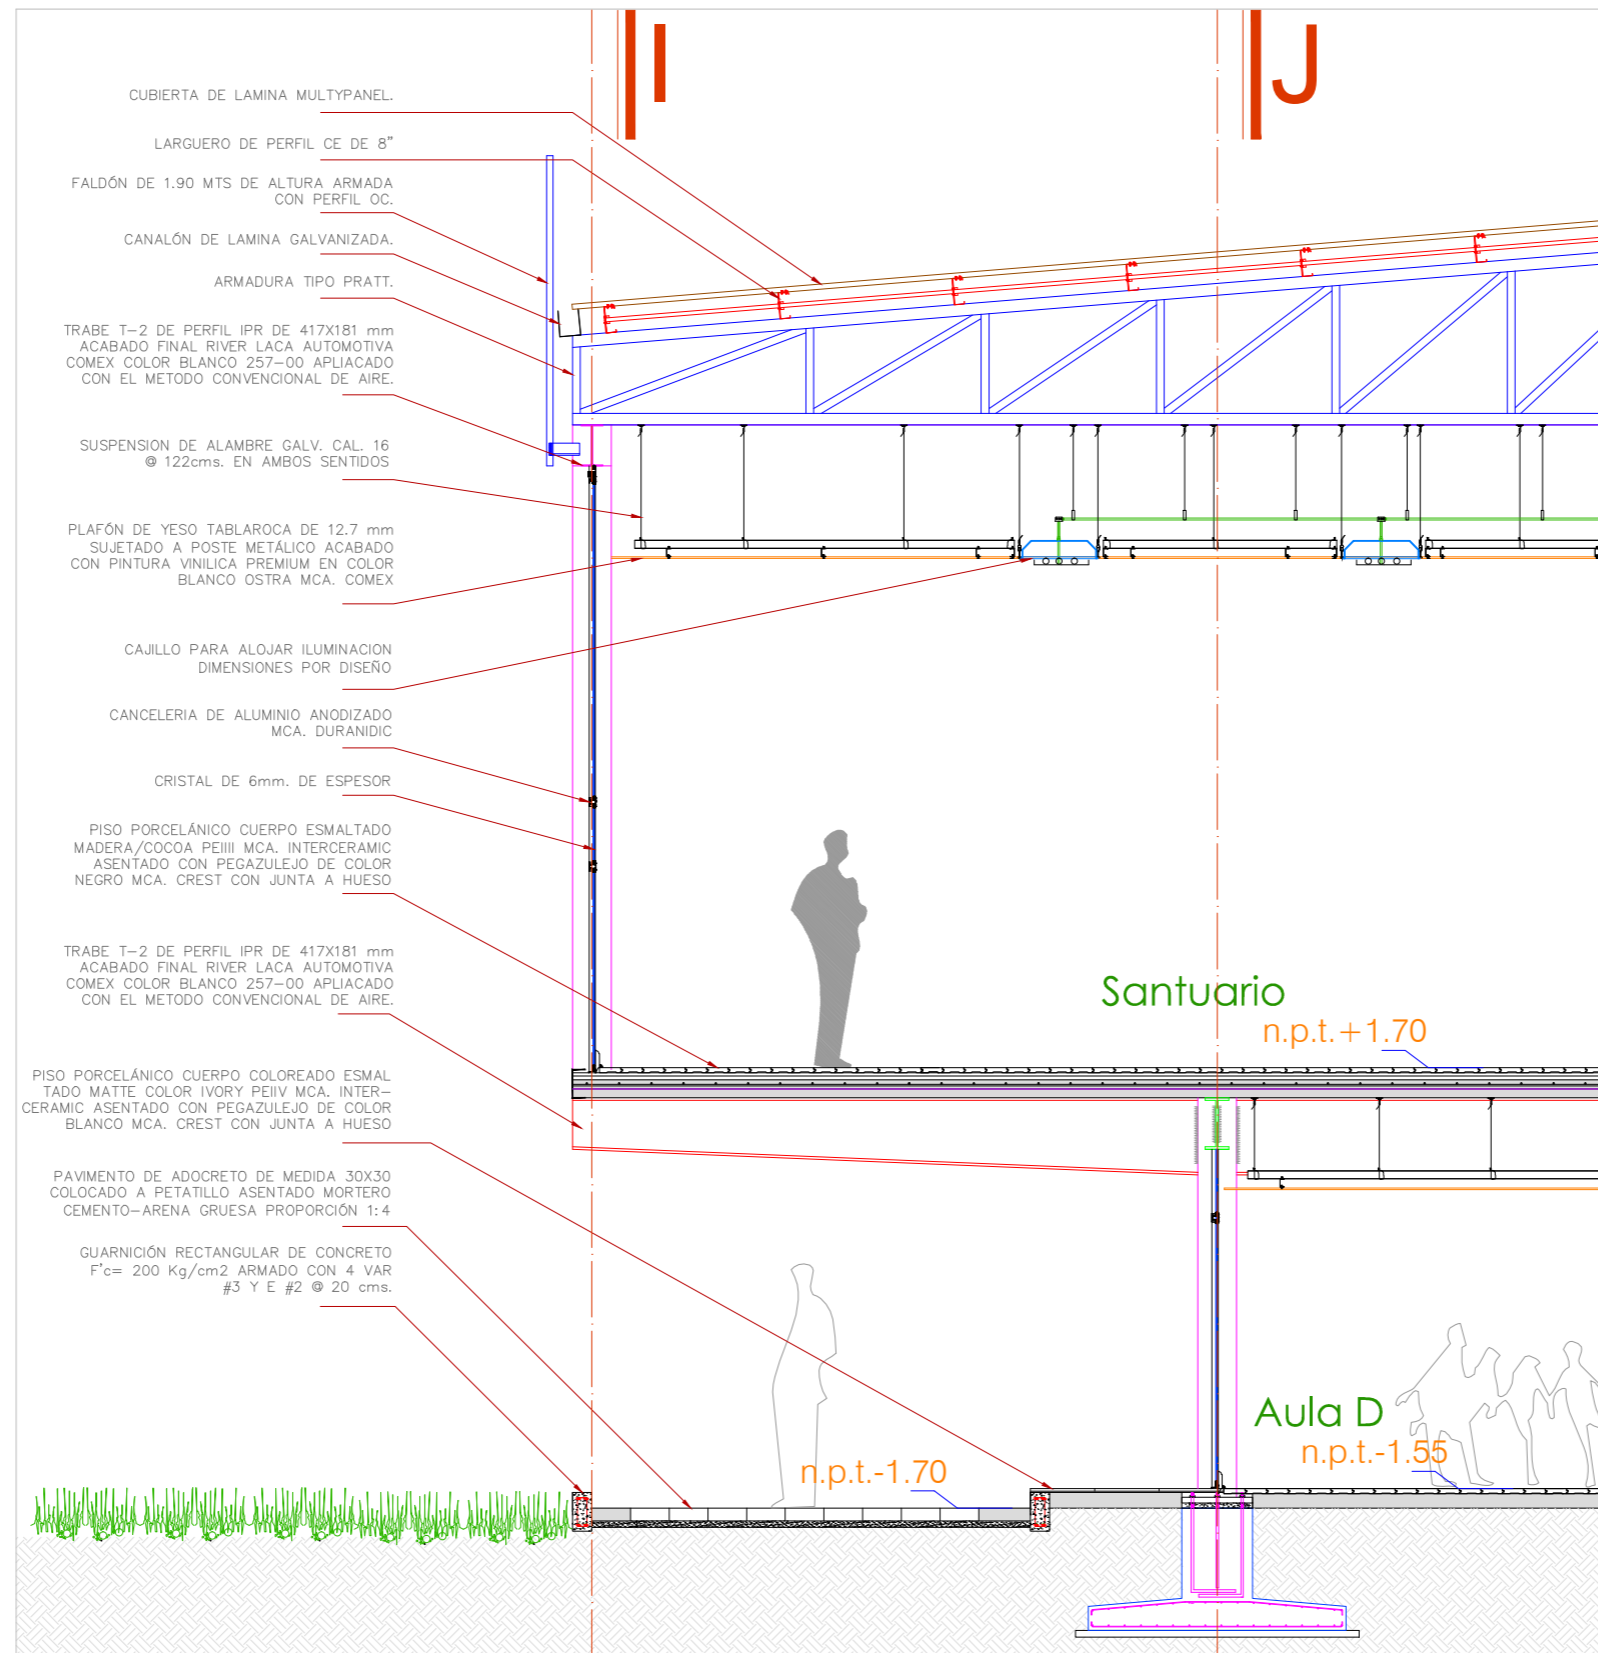 I
J
CUBIERTA DE LAMINA MULTYPANEL.
LARGUERO DE PERFIL CE DE 8"
FALDÓN DE 1.90 MTS DE ALTURA ARMADA
CON PERFIL OC.
CANALÓN DE LAMINA GALVANIZADA.
ARMADURA TIPO PRATT.
TRABE T-2 DE PERFIL IPR DE 417X181 mm
ACABADO FINAL RIVER LACA AUTOMOTIVA
COMEX COLOR BLANCO 257-00 APLIACADO
CON EL METODO CONVENCIONAL DE AIRE.
SUSPENSION DE ALAMBRE GALV. CAL. 16
@ 122cms. EN AMBOS SENTIDOS
PLAFÓN DE YESO TABLAROCA DE 12.7 mm
SUJETADO A POSTE METÁLICO ACABADO
CON PINTURA VINILICA PREMIUM EN COLOR
BLANCO OSTRA MCA. COMEX
CAJILLO PARA ALOJAR ILUMINACION
DIMENSIONES POR DISEÑO
CANCELERIA DE ALUMINIO ANODIZADO
MCA. DURANIDIC
CRISTAL DE 6mm. DE ESPESOR
PISO PORCELÁNICO CUERPO ESMALTADO
MADERA/COCOA PEIIII MCA. INTERCERAMIC
ASENTADO CON PEGAZULEJO DE COLOR
NEGRO MCA. CREST CON JUNTA A HUESO
TRABE T-2 DE PERFIL IPR DE 417X181 mm
ACABADO FINAL RIVER LACA AUTOMOTIVA
COMEX COLOR BLANCO 257-00 APLIACADO
CON EL METODO CONVENCIONAL DE AIRE.
Santuario
n.p.t.+1.70
PISO PORCELÁNICO CUERPO COLOREADO ESMAL
TADO MATTE COLOR IVORY PEIIV MCA. INTER-
CERAMIC ASENTADO CON PEGAZULEJO DE COLOR
BLANCO MCA. CREST CON JUNTA A HUESO
PAVIMENTO DE ADOCRETO DE MEDIDA 30X30
COLOCADO A PETATILLO ASENTADO MORTERO
CEMENTO-ARENA GRUESA PROPORCIÓN 1:4
GUARNICIÓN RECTANGULAR DE CONCRETO
F'c= 200 Kg/cm2 ARMADO CON 4 VAR
#3 Y E #2 @ 20 cms.
Aula D
n.p.t.-1.55
n.p.t.-1.70